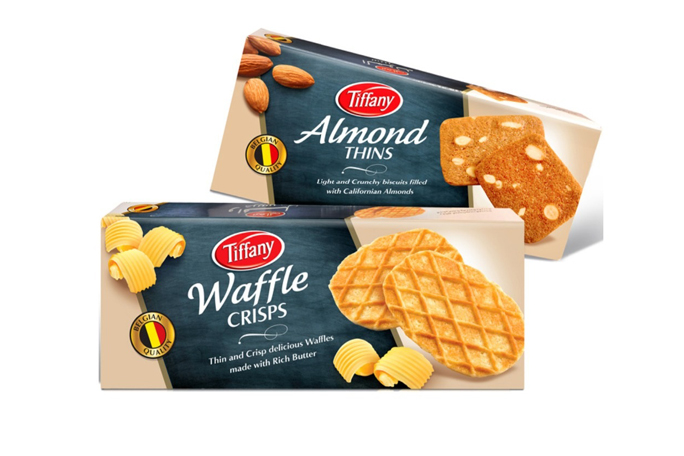 Tiffany
Almond
THINS
Light and Crunchy biscuits filled
with Californian Almonds
BELGIAN
QUALITY
Tiffany
Waffle
CRISPS
Thin and Crisp delicious Waffles
made with Rich Butter
BELGIAN
QUALITY